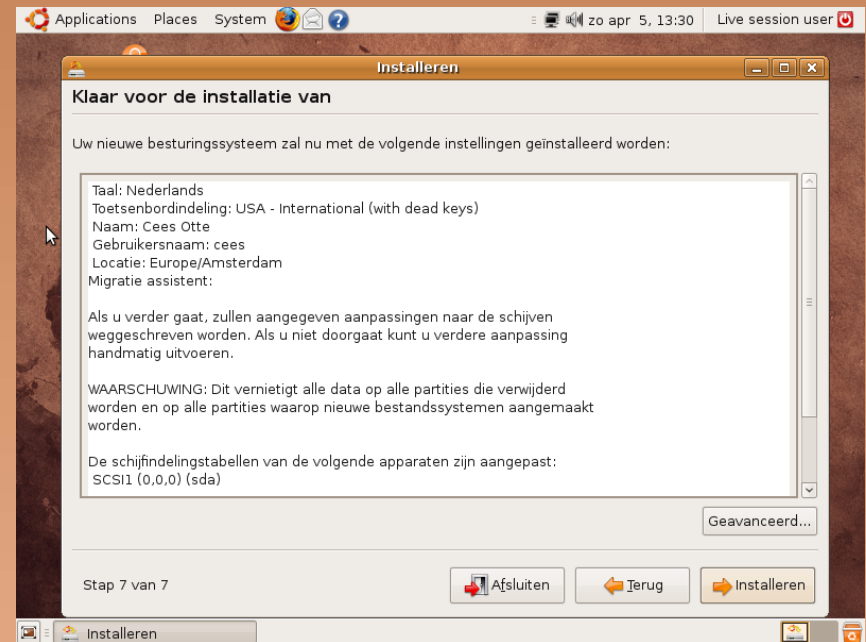 Applications Places System zo apr 5, 13:30 Live session user
Installeren
Klaar voor de installatie van
Uw nieuwe besturingssysteem zal nu met de volgende instellingen geïnstalleerd worden:
Taal: Nederlands
Toetsenbordindeling: USA - International (with dead keys)
Naam: Cees Otte
Gebruikersnaam: cees
Locatie: Europe/Amsterdam
Migratie assistent:
Als u verder gaat, zullen aangegeven aanpassingen naar de schijven
weggeschreven worden. Als u niet doorgaat kunt u verdere aanpassing
handmatig uitvoeren.
WAARSCHUWING: Dit vernietigt alle data op alle partities die verwijderd
worden en op alle partities waarop nieuwe bestandssystemen aangemaakt
worden.
De schijfindelingstabellen van de volgende apparaten zijn aangepast:
SCSI1 (0,0,0) (sda)
Geavanceerd...
Stap 7 van 7 Afsluiten Terug Installeren
Installeren